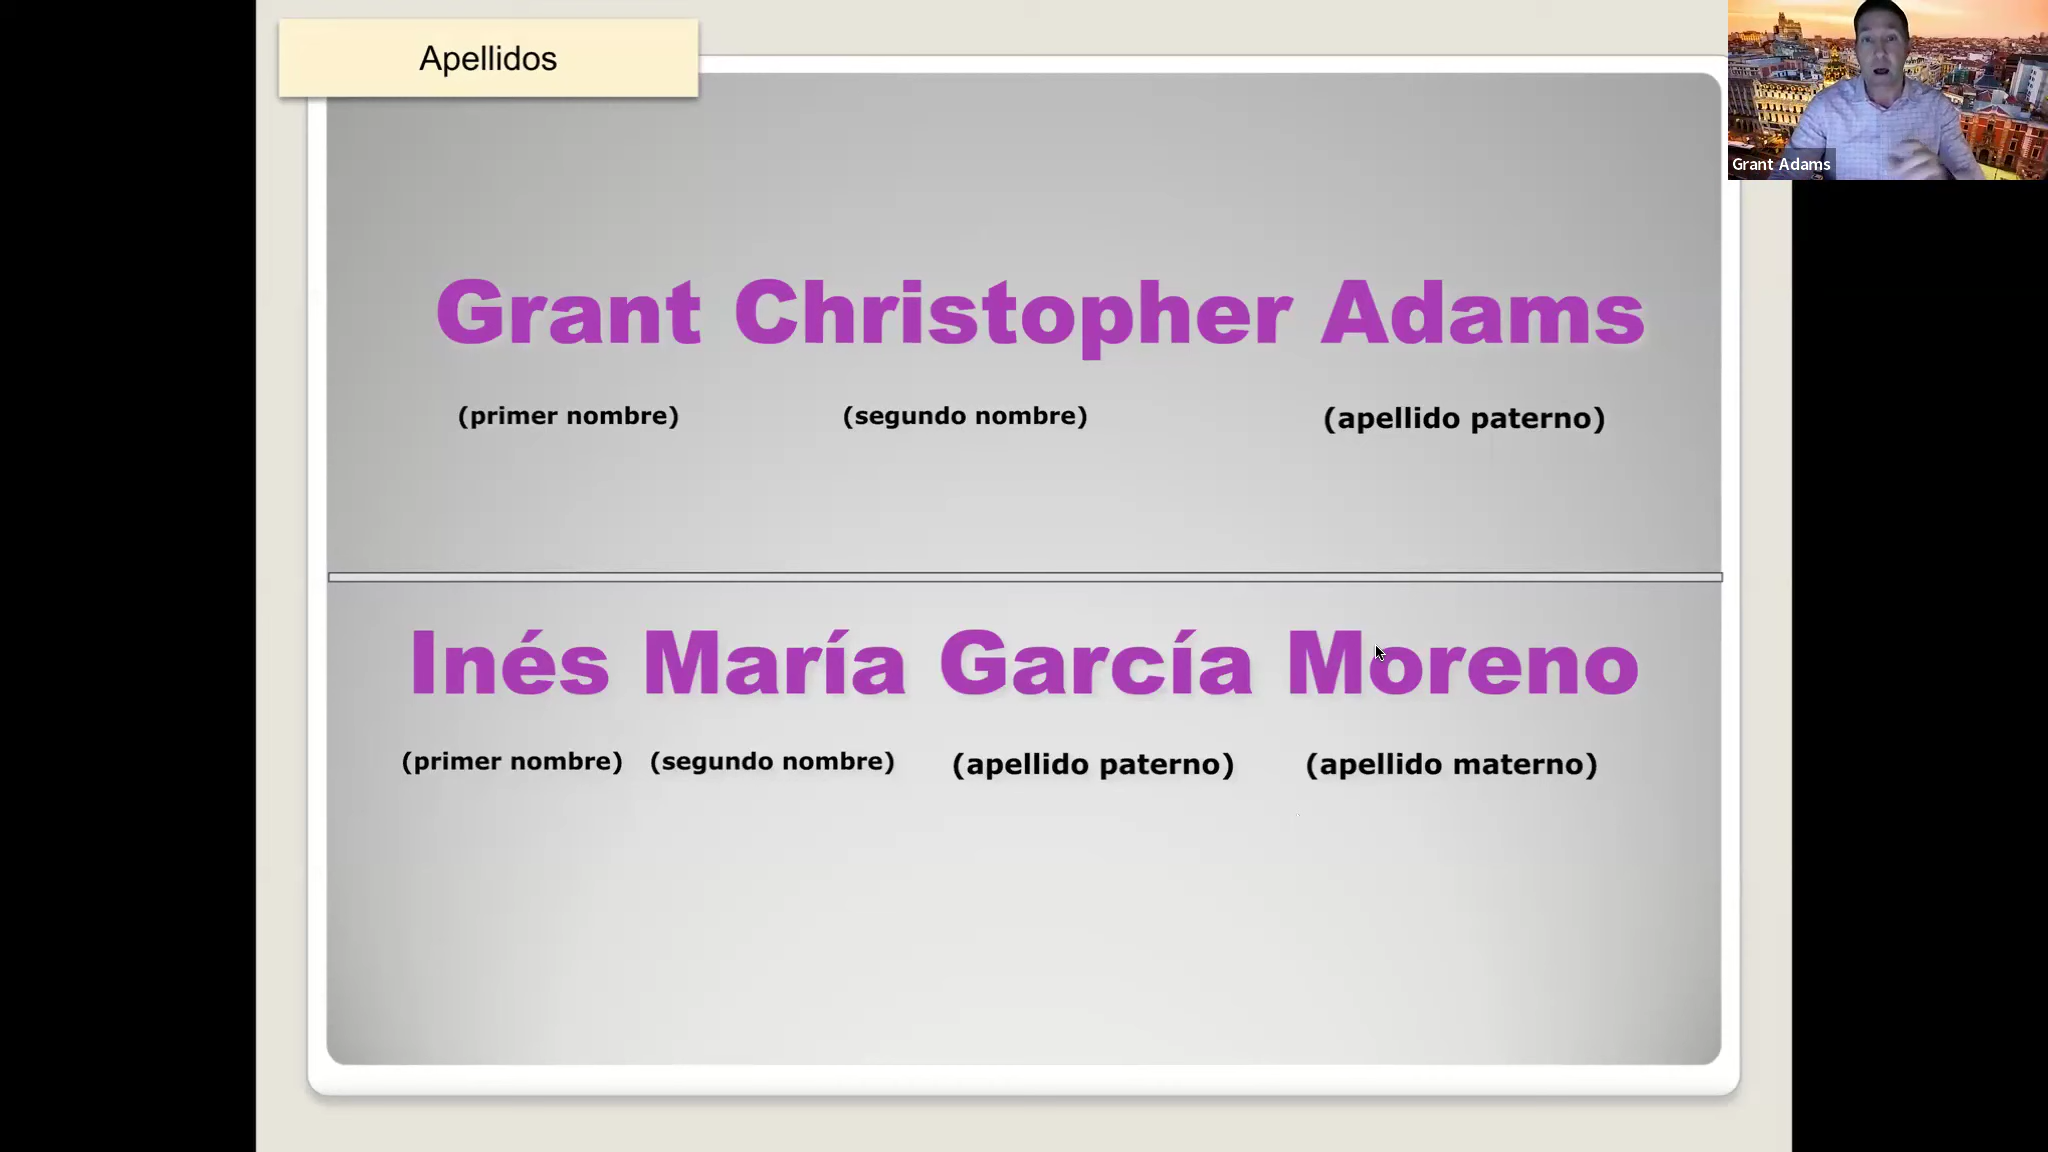 Apellidos
Grant Adams
Grant Christopher Adams
(primer nombre) (segundo nombre) (apellido paterno)
Inés María García Moreno
(primer nombre) (segundo nombre) (apellido paterno) (apellido materno)